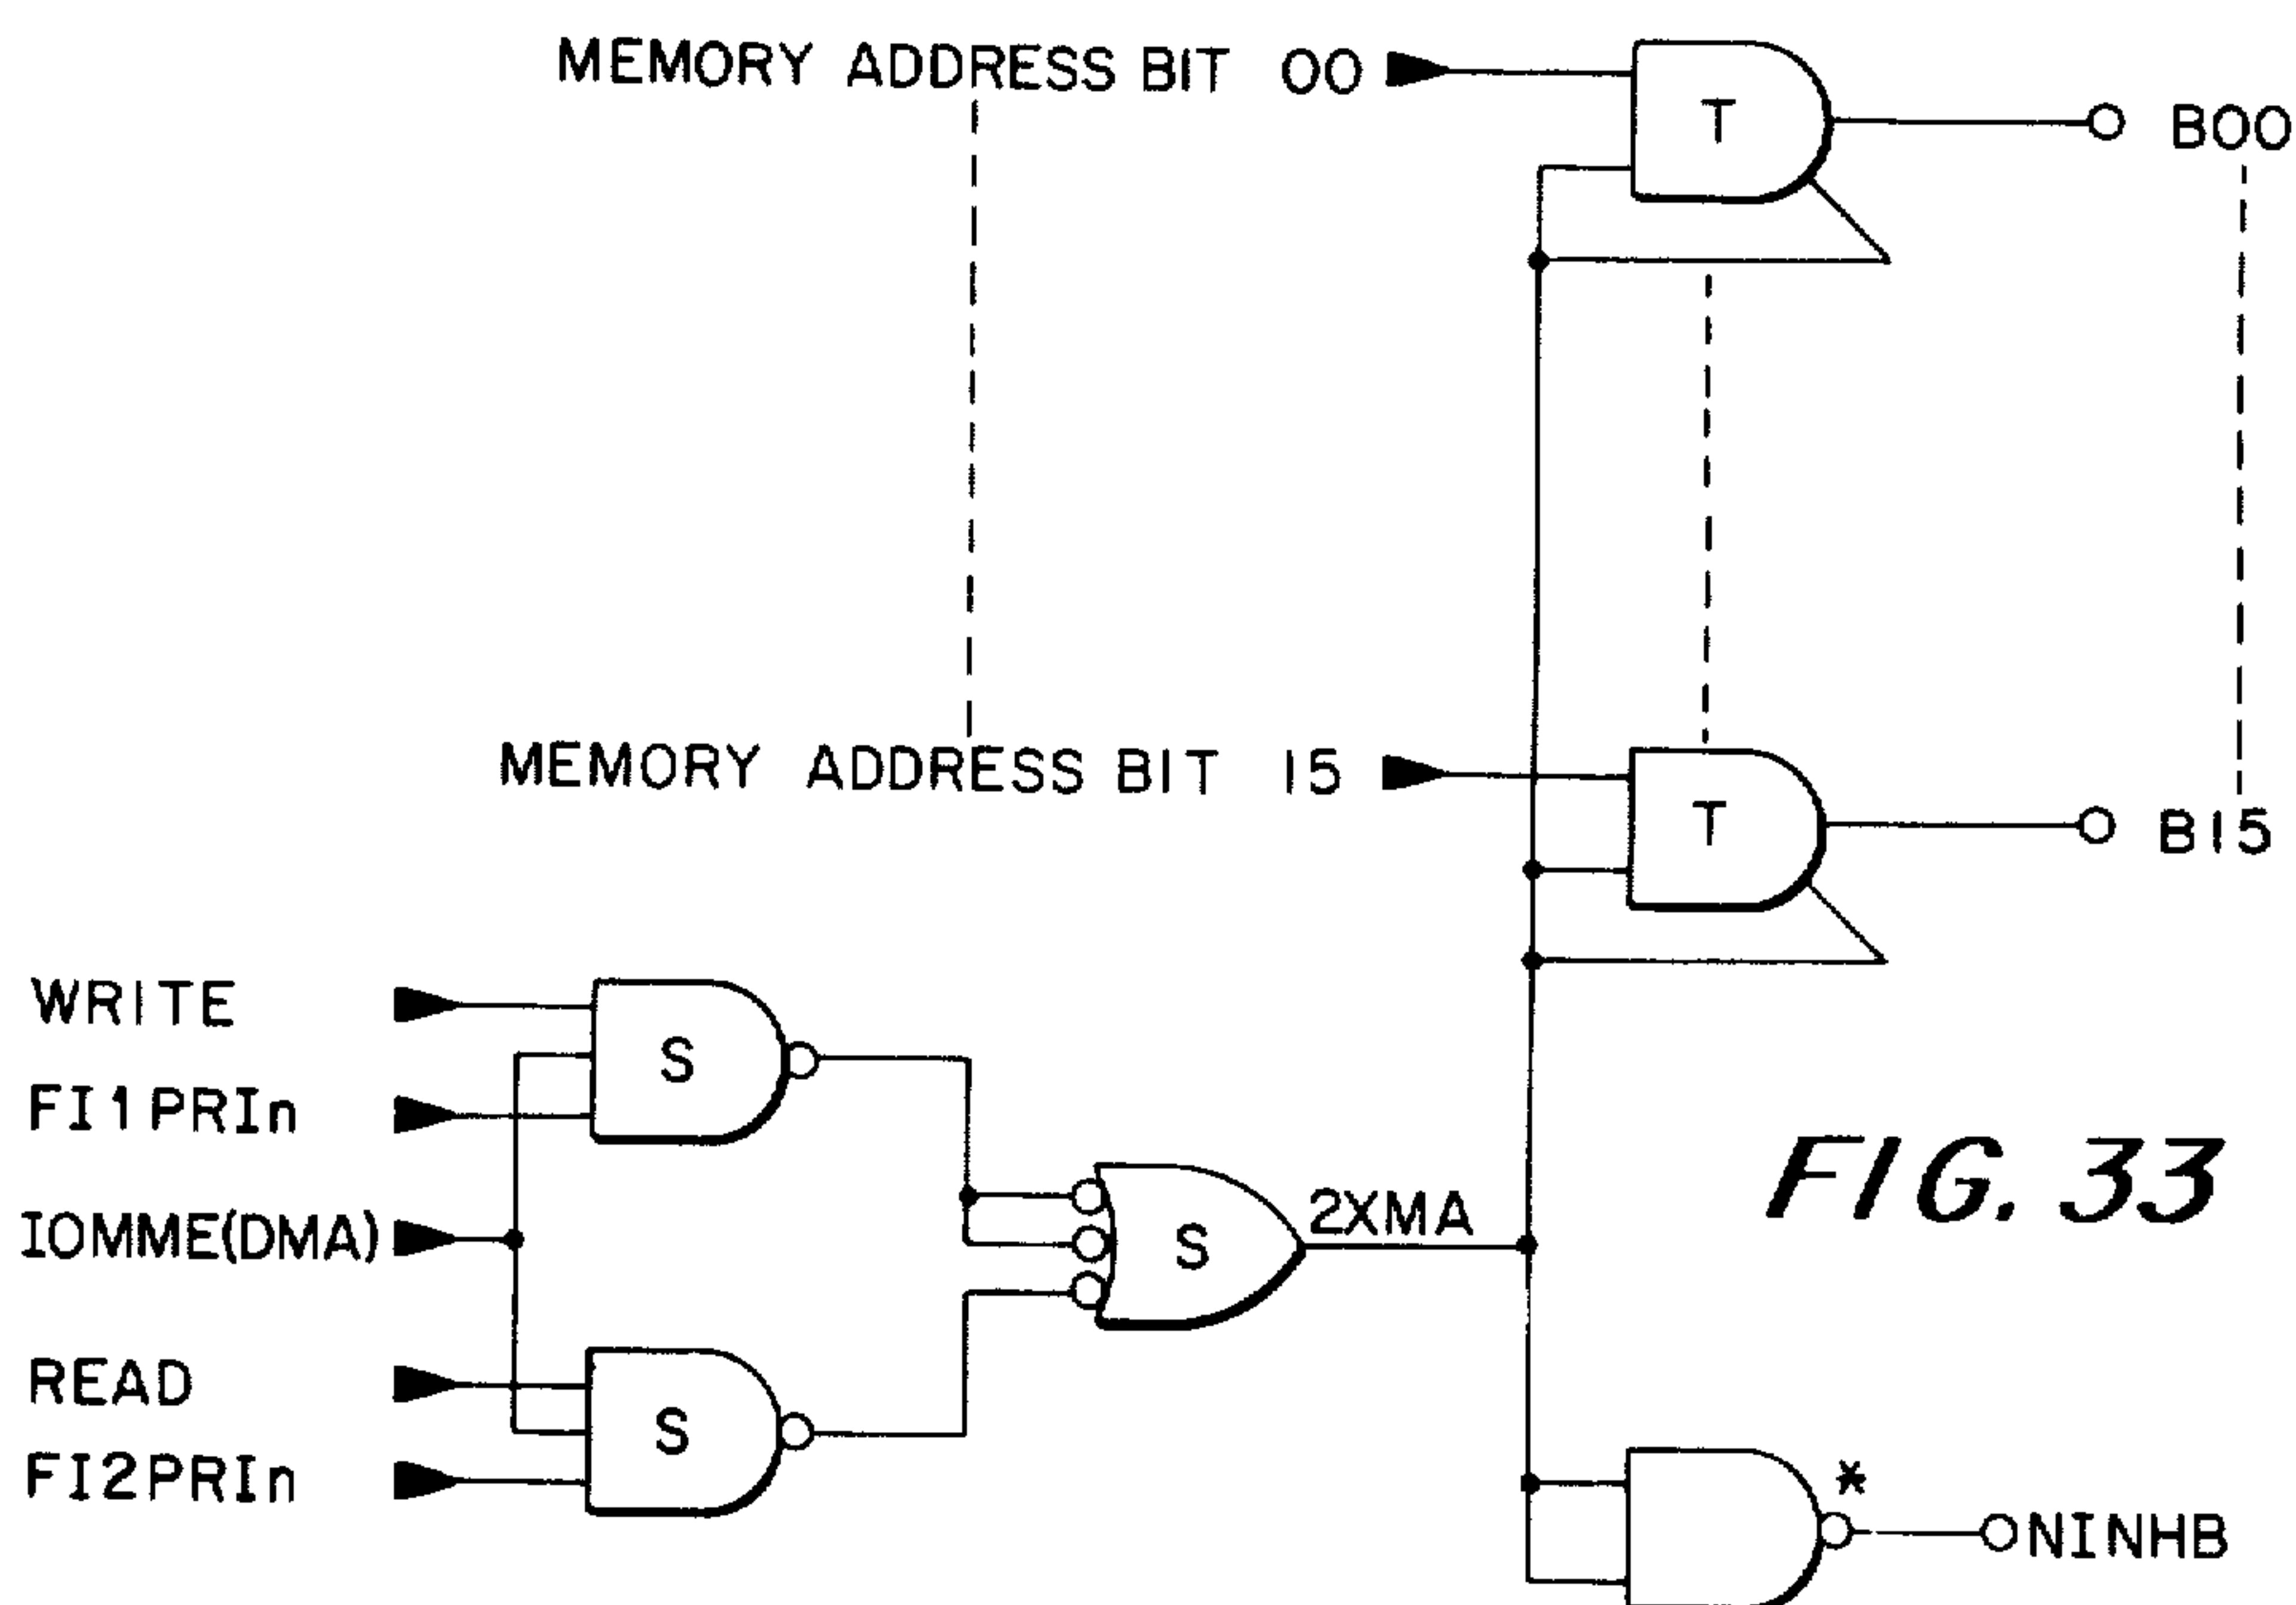 MEMORY ADDRESS BIT 00
T
B00
MEMORY ADDRESS BIT 15
T
B15
WRITE
S
FI1PRIn
2XMA
S
FIG. 33
IOMME(DMA)
READ
S
FI2PRIn
*
NINHB